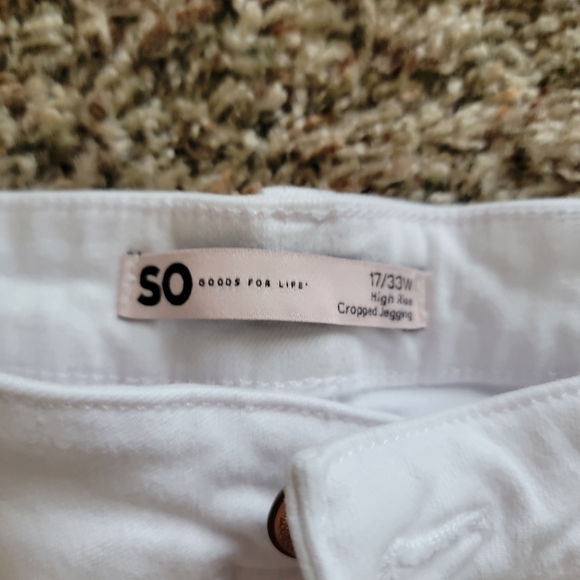 SO GOODS FOR LIFE® 17/33W
High Rise
Cropped Jegging